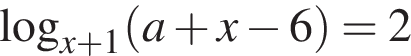 log_{x+1}(a + x − 6) = 2